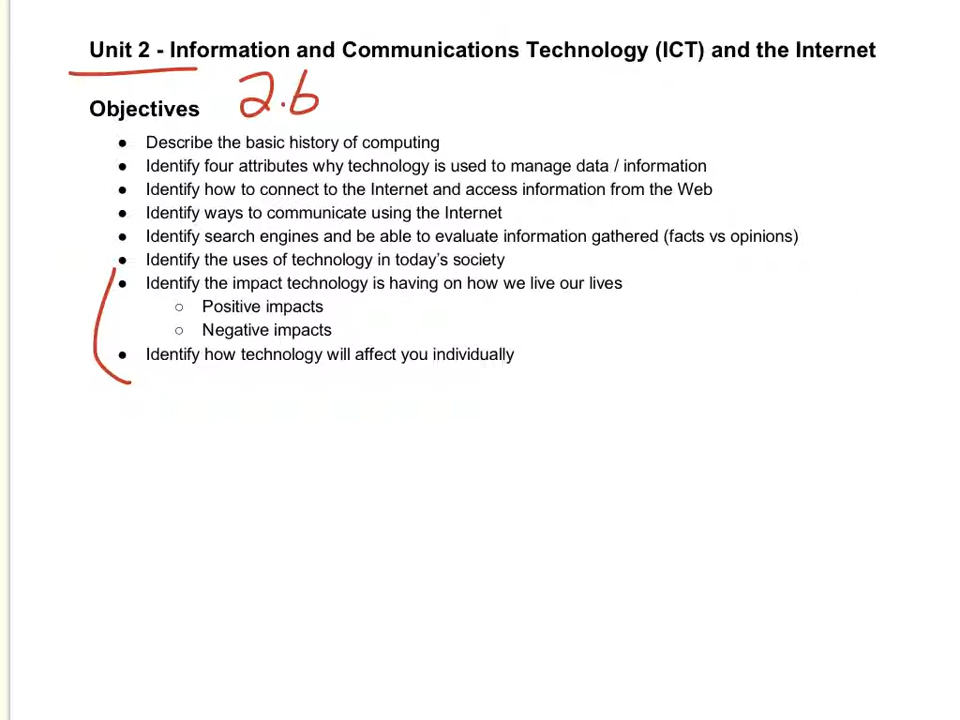 Unit 2 - Information and Communications Technology (ICT) and the Internet
Objectives 2.6
● Describe the basic history of computing
● Identify four attributes why technology is used to manage data / information
● Identify how to connect to the Internet and access information from the Web
● Identify ways to communicate using the Internet
● Identify search engines and be able to evaluate information gathered (facts vs opinions)
● Identify the uses of technology in today's society
● Identify the impact technology is having on how we live our lives
○ Positive impacts
○ Negative impacts
● Identify how technology will affect you individually